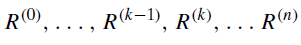 R^{(0)}, . . . , R^{(k−1)}, R^{(k)}, . . . R^{(n)}